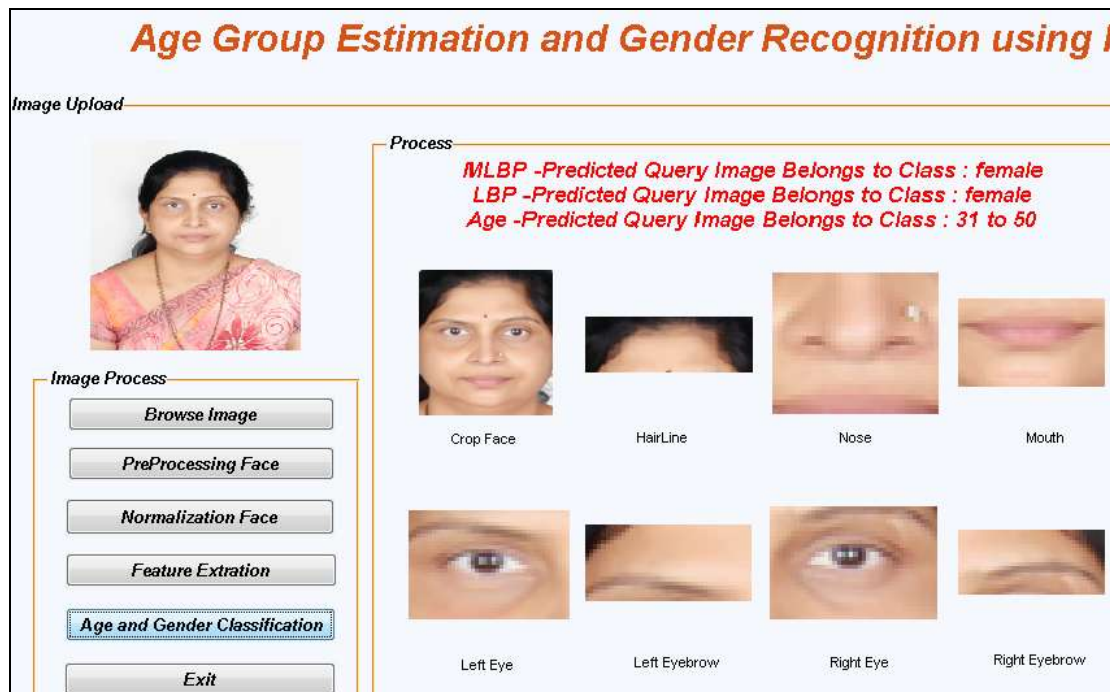 Age Group Estimation and Gender Recognition using
Image Upload
Process
MLBP -Predicted Query Image Belongs to Class : female
LBP -Predicted Query Image Belongs to Class : female
Age -Predicted Query Image Belongs to Class : 31 to 50
Crop Face
HairLine
Nose
Mouth
Left Eye
Left Eyebrow
Right Eye
Right Eyebrow
Image Process
Browse Image
PreProcessing Face
Normalization Face
Feature Extration
Age and Gender Classification
Exit